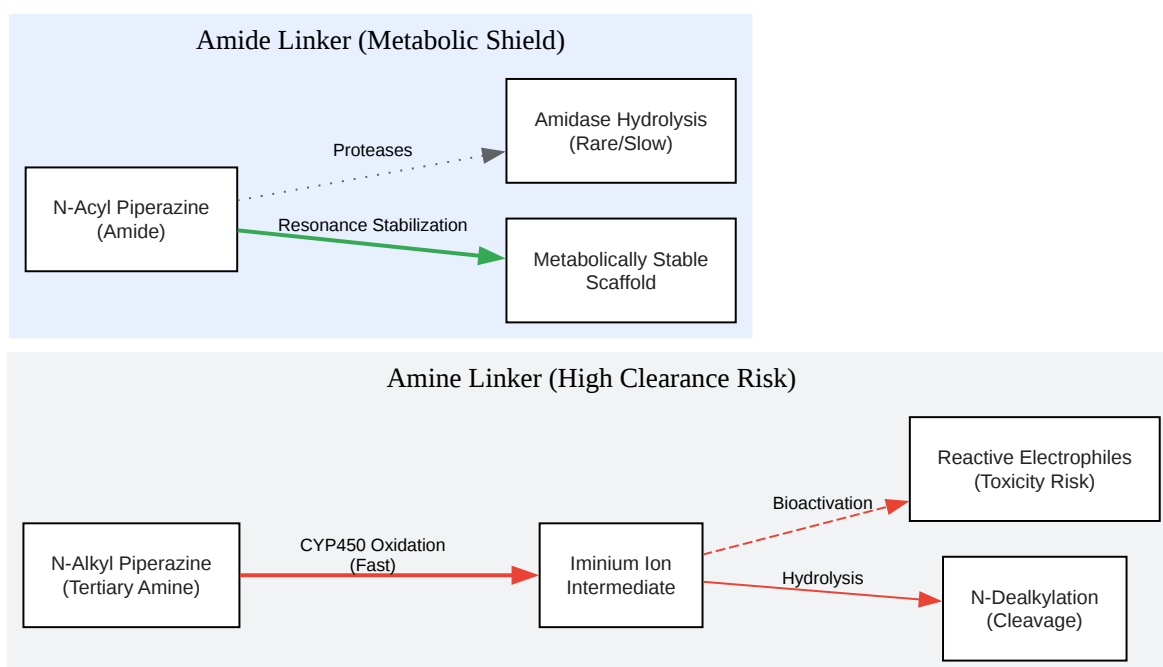 Amide Linker (Metabolic Shield)
Amidase Hydrolysis
(Rare/Slow)
Proteases
N-Acyl Piperazine
(Amide)
Resonance Stabilization
Metabolically Stable
Scaffold
Amine Linker (High Clearance Risk)
Reactive Electrophiles
(Toxicity Risk)
Bioactivation
CYP450 Oxidation
(Fast)
N-Alkyl Piperazine
(Tertiary Amine)
Iminium Ion
Intermediate
Hydrolysis
N-Dealkylation
(Cleavage)